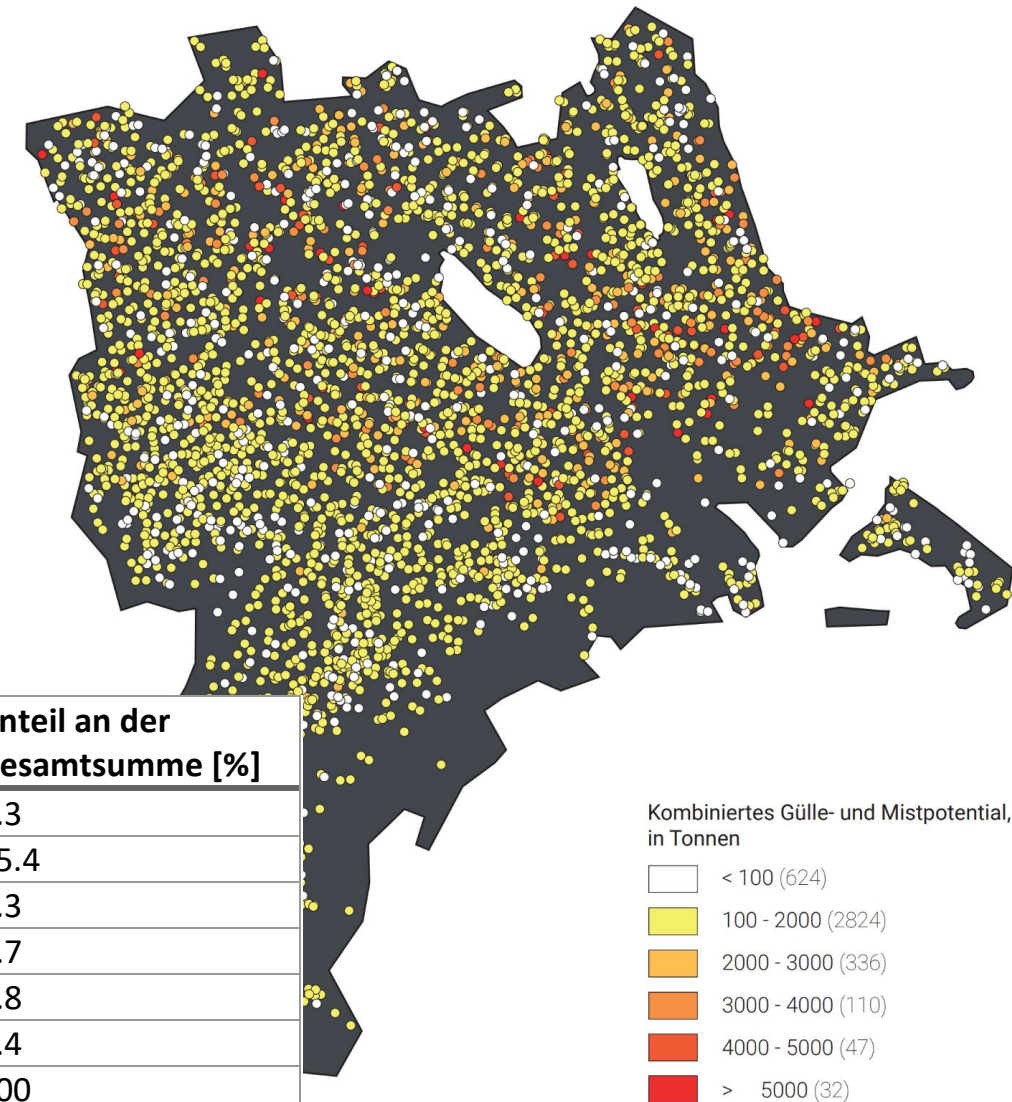 nteil an der
esamtsumme [%]
.3
5.4
.3
.7
.8
.4
00
Kombiniertes Gülle- und Mistpotential,
in Tonnen
< 100 (624)
100 - 2000 (2824)
2000 - 3000 (336)
3000 - 4000 (110)
4000 - 5000 (47)
> 5000 (32)